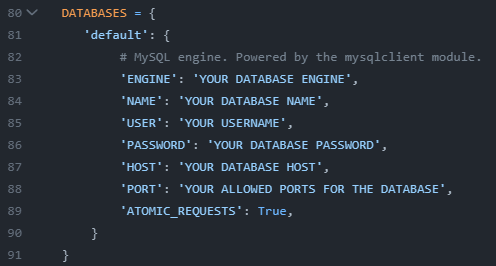 80 DATABASES = {
81 'default': {
82 # MySQL engine. Powered by the mysqlclient module.
83 'ENGINE': 'YOUR DATABASE ENGINE',
84 'NAME': 'YOUR DATABASE NAME',
85 'USER': 'YOUR USERNAME',
86 'PASSWORD': 'YOUR DATABASE PASSWORD',
87 'HOST': 'YOUR DATABASE HOST',
88 'PORT': 'YOUR ALLOWED PORTS FOR THE DATABASE',
89 'ATOMIC_REQUESTS': True,
90 }
91 }